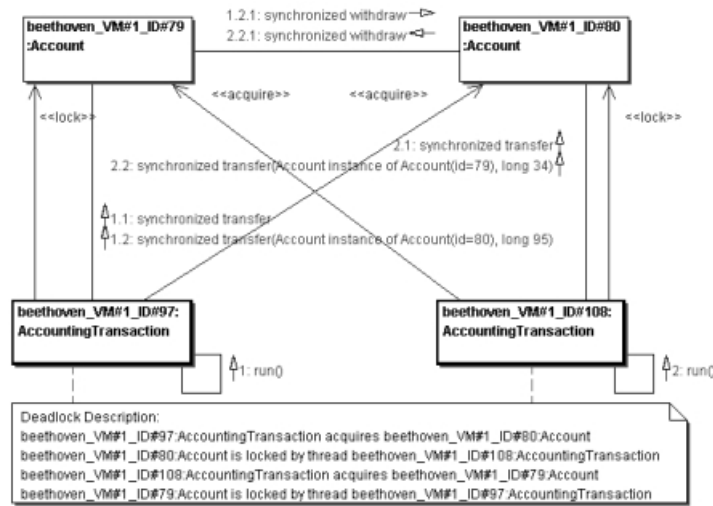 beethoven_VM#1_ID#79
:Account
1.2.1: synchronized withdraw
2.2.1: synchronized withdraw
beethoven_VM#1_ID#80
:Account
<<lock>>
<<acquire>>
<<acquire>>
<<lock>>
2.1: synchronized transfer
2.2: synchronized transfer(Account instance of Account(id=79), long 34)
1.1: synchronized transfer
1.2: synchronized transfer(Account instance of Account(id=80), long 95)
beethoven_VM#1_ID#97:
AccountingTransaction
beethoven_VM#1_ID#108:
AccountingTransaction
1: run()
2: run()
Deadlock Description:
beethoven_VM#1_ID#97:AccountingTransaction acquires beethoven_VM#1_ID#80:Account
beethoven_VM#1_ID#80:Account is locked by thread beethoven_VM#1_ID#108:AccountingTransaction
beethoven_VM#1_ID#108:AccountingTransaction acquires beethoven_VM#1_ID#79:Account
beethoven_VM#1_ID#79:Account is locked by thread beethoven_VM#1_ID#97:AccountingTransaction